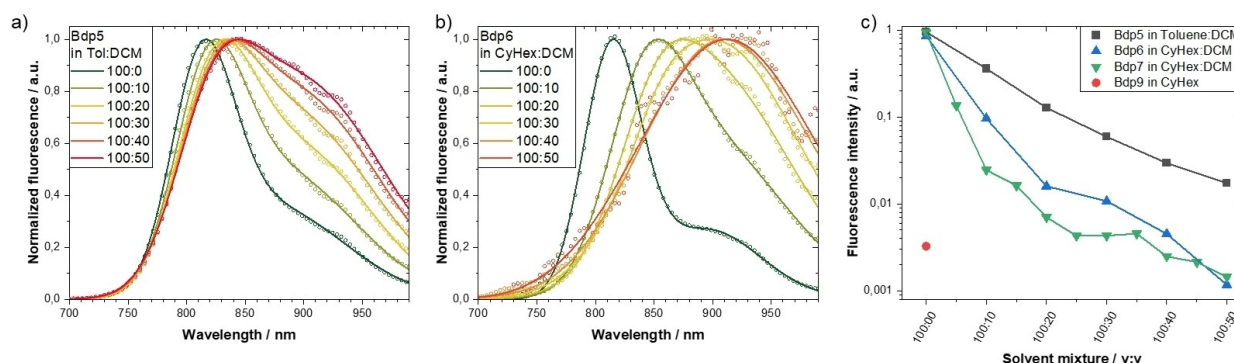 a)
Normalized fluorescence / a.u.
1,0
0,8
0,6
0,4
0,2
0,0
Bdp5
in Tol:DCM
100:0
100:10
100:20
100:30
100:40
100:50
700
750
800
850
900
950
Wavelength / nm
b)
Normalized fluorescence / a.u.
1,0
0,8
0,6
0,4
0,2
0,0
Bdp6
in CyHex:DCM
100:0
100:10
100:20
100:30
100:40
100:50
700
750
800
850
900
950
Wavelength / nm
c)
Fluorescence intensity / a.u.
1
0,1
0,01
0,001
Bdp5 in Toluene:DCM
Bdp6 in CyHex:DCM
Bdp7 in CyHex:DCM
Bdp9 in CyHex
100:00
100:10
100:20
100:30
100:40
100:50
Solvent mixture / v:v